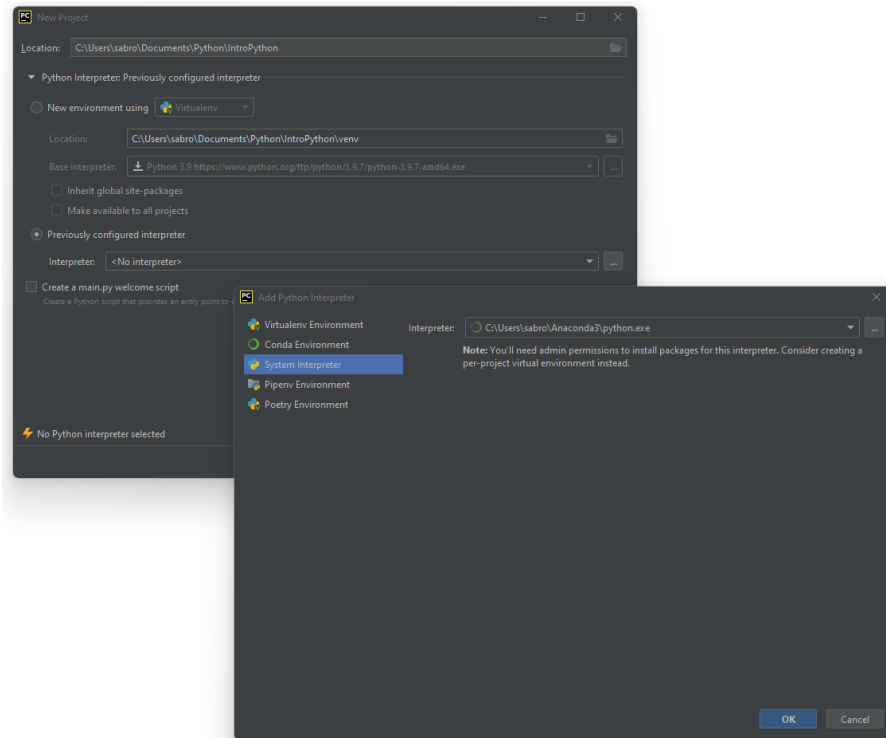 PC New Project
Location: C:\Users\sabro\Documents\Python\IntroPython
Python Interpreter: Previously configured interpreter
New environment using Virtualenv
Location: C:\Users\sabro\Documents\Python\IntroPython\venv
Base interpreter: Python 3.9 https://www.python.org/ftp/python/3.9.7/python-3.9.7-amd64.exe ...
Inherit global site-packages
Make available to all projects
Previously configured interpreter
Interpreter: <No interpreter> ...
Create a main.py welcome script
Create a Python script that provides an entry point to
No Python interpreter selected
PC Add Python Interpreter
Virtualenv Environment
Conda Environment
System Interpreter
Pipenv Environment
Poetry Environment
Interpreter: C:\Users\sabro\Anaconda3\python.exe ...
Note: You'll need admin permissions to install packages for this interpreter. Consider creating a
per-project virtual environment instead.
OK Cancel